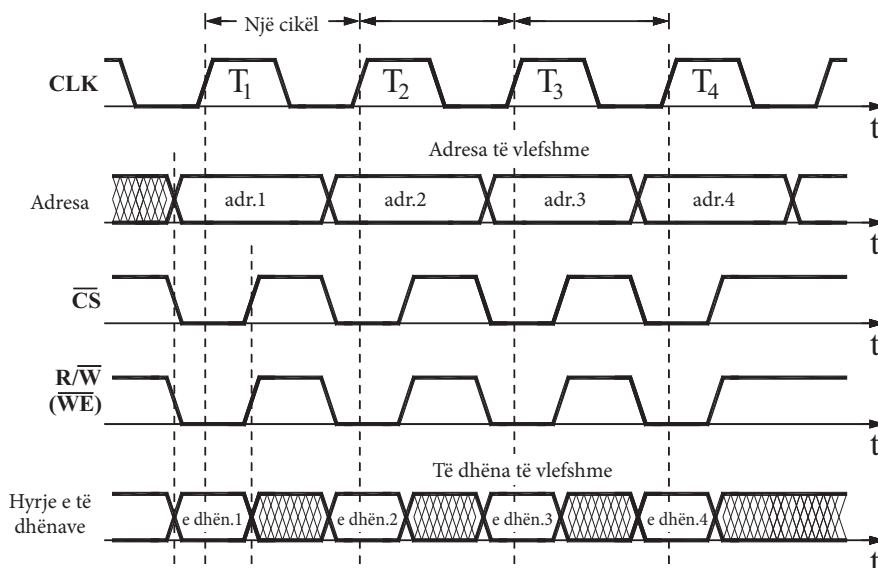 Një cikël
CLK T1 T2 T3 T4
t
Adresa të vlefshme
Adresa adr.1 adr.2 adr.3 adr.4
t
CS
t
R/W
(WE)
t
Të dhëna të vlefshme
Hyrje e të
dhënave
e dhën.1 e dhën.2 e dhën.3 e dhën.4
t